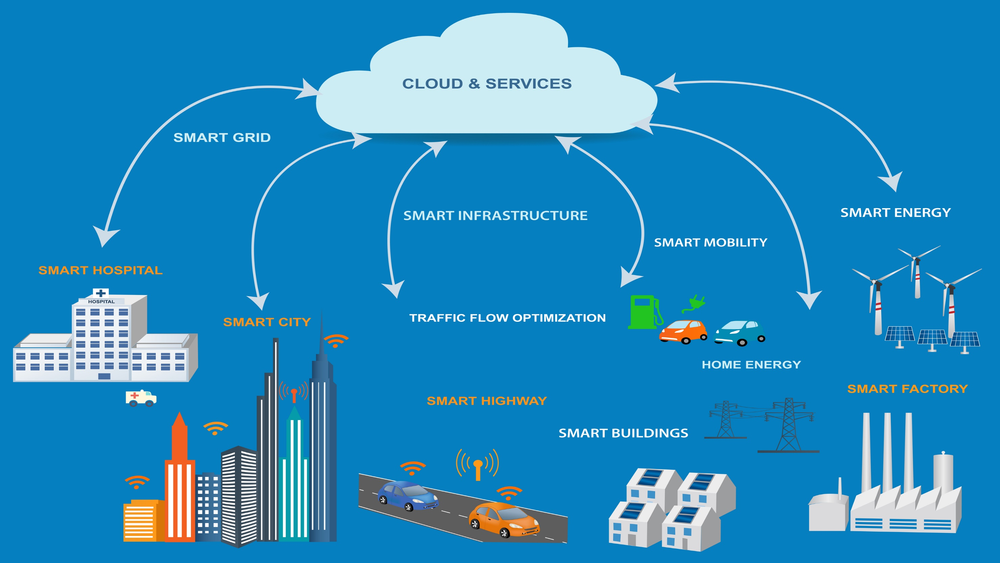 CLOUD & SERVICES
SMART GRID
SMART INFRASTRUCTURE
SMART ENERGY
SMART MOBILITY
SMART HOSPITAL
HOSPITAL
SMART CITY
TRAFFIC FLOW OPTIMIZATION
HOME ENERGY
SMART FACTORY
SMART HIGHWAY
SMART BUILDINGS